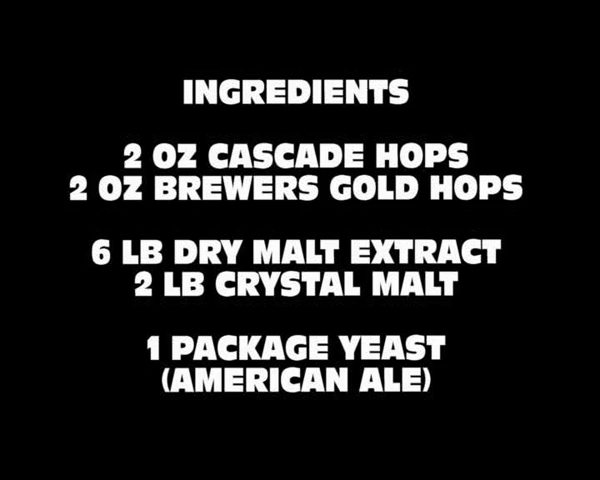 INGREDIENTS
2 OZ CASCADE HOPS
2 OZ BREWERS GOLD HOPS
6 LB DRY MALT EXTRACT
2 LB CRYSTAL MALT
1 PACKAGE YEAST
(AMERICAN ALE)